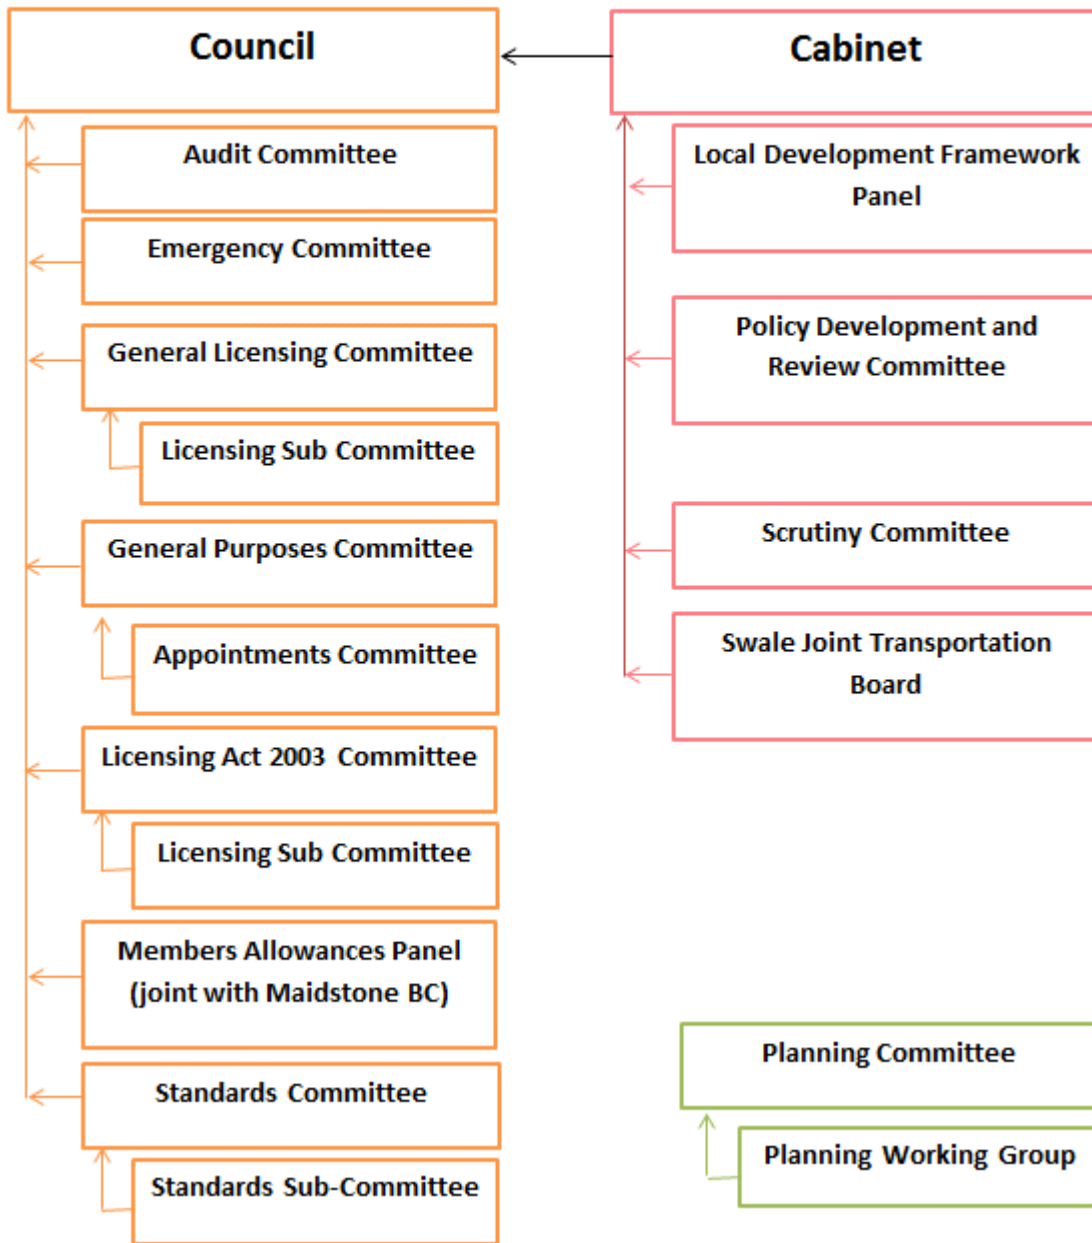 Council
Audit Committee
Emergency Committee
General Licensing Committee
Licensing Sub Committee
General Purposes Committee
Appointments Committee
Licensing Act 2003 Committee
Licensing Sub Committee
Members Allowances Panel
(joint with Maidstone BC)
Standards Committee
Standards Sub-Committee
Cabinet
Local Development Framework
Panel
Policy Development and
Review Committee
Scrutiny Committee
Swale Joint Transportation
Board
Planning Committee
Planning Working Group